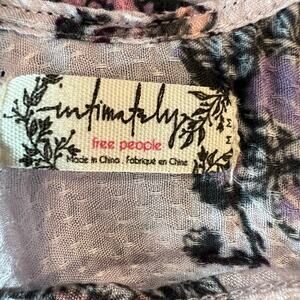 intimately
free people
Made in China . Fabriqué en Chine
M